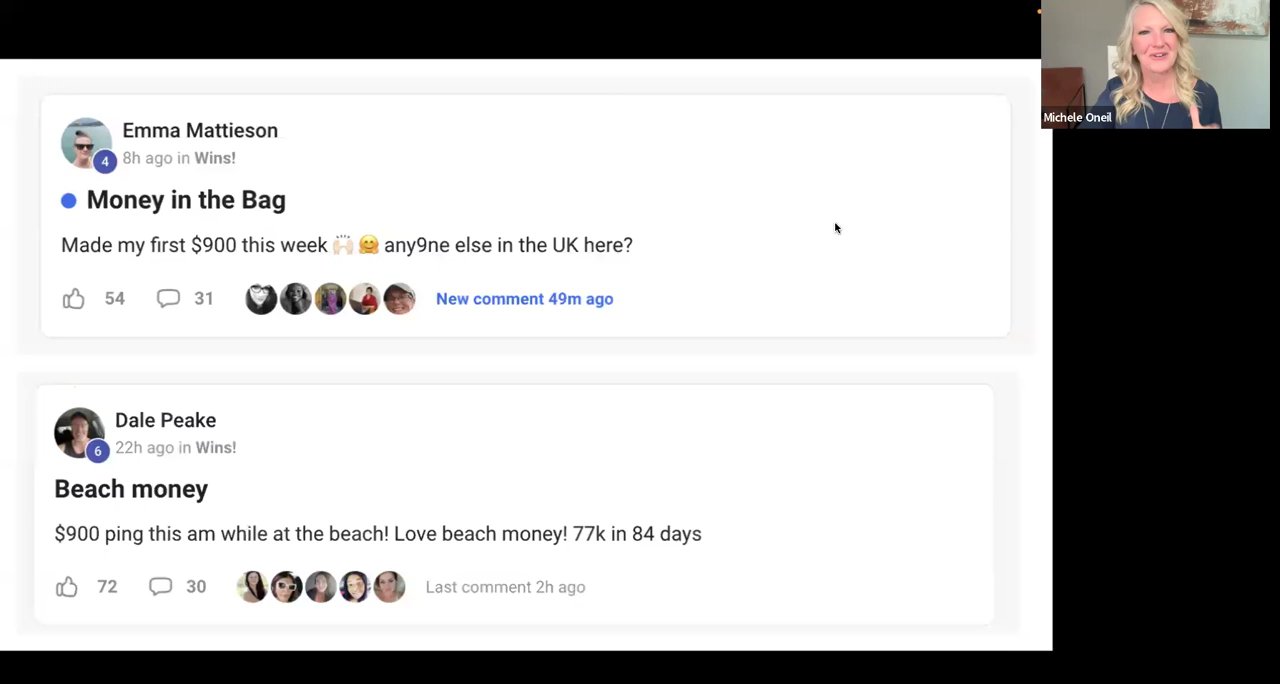 Michele Oneil
Emma Mattieson
4
8h ago in Wins!
Money in the Bag
Made my first $900 this week 🙌🏻 🤗 any9ne else in the UK here?
54 31 New comment 49m ago
Dale Peake
6
22h ago in Wins!
Beach money
$900 ping this am while at the beach! Love beach money! 77k in 84 days
72 30 Last comment 2h ago